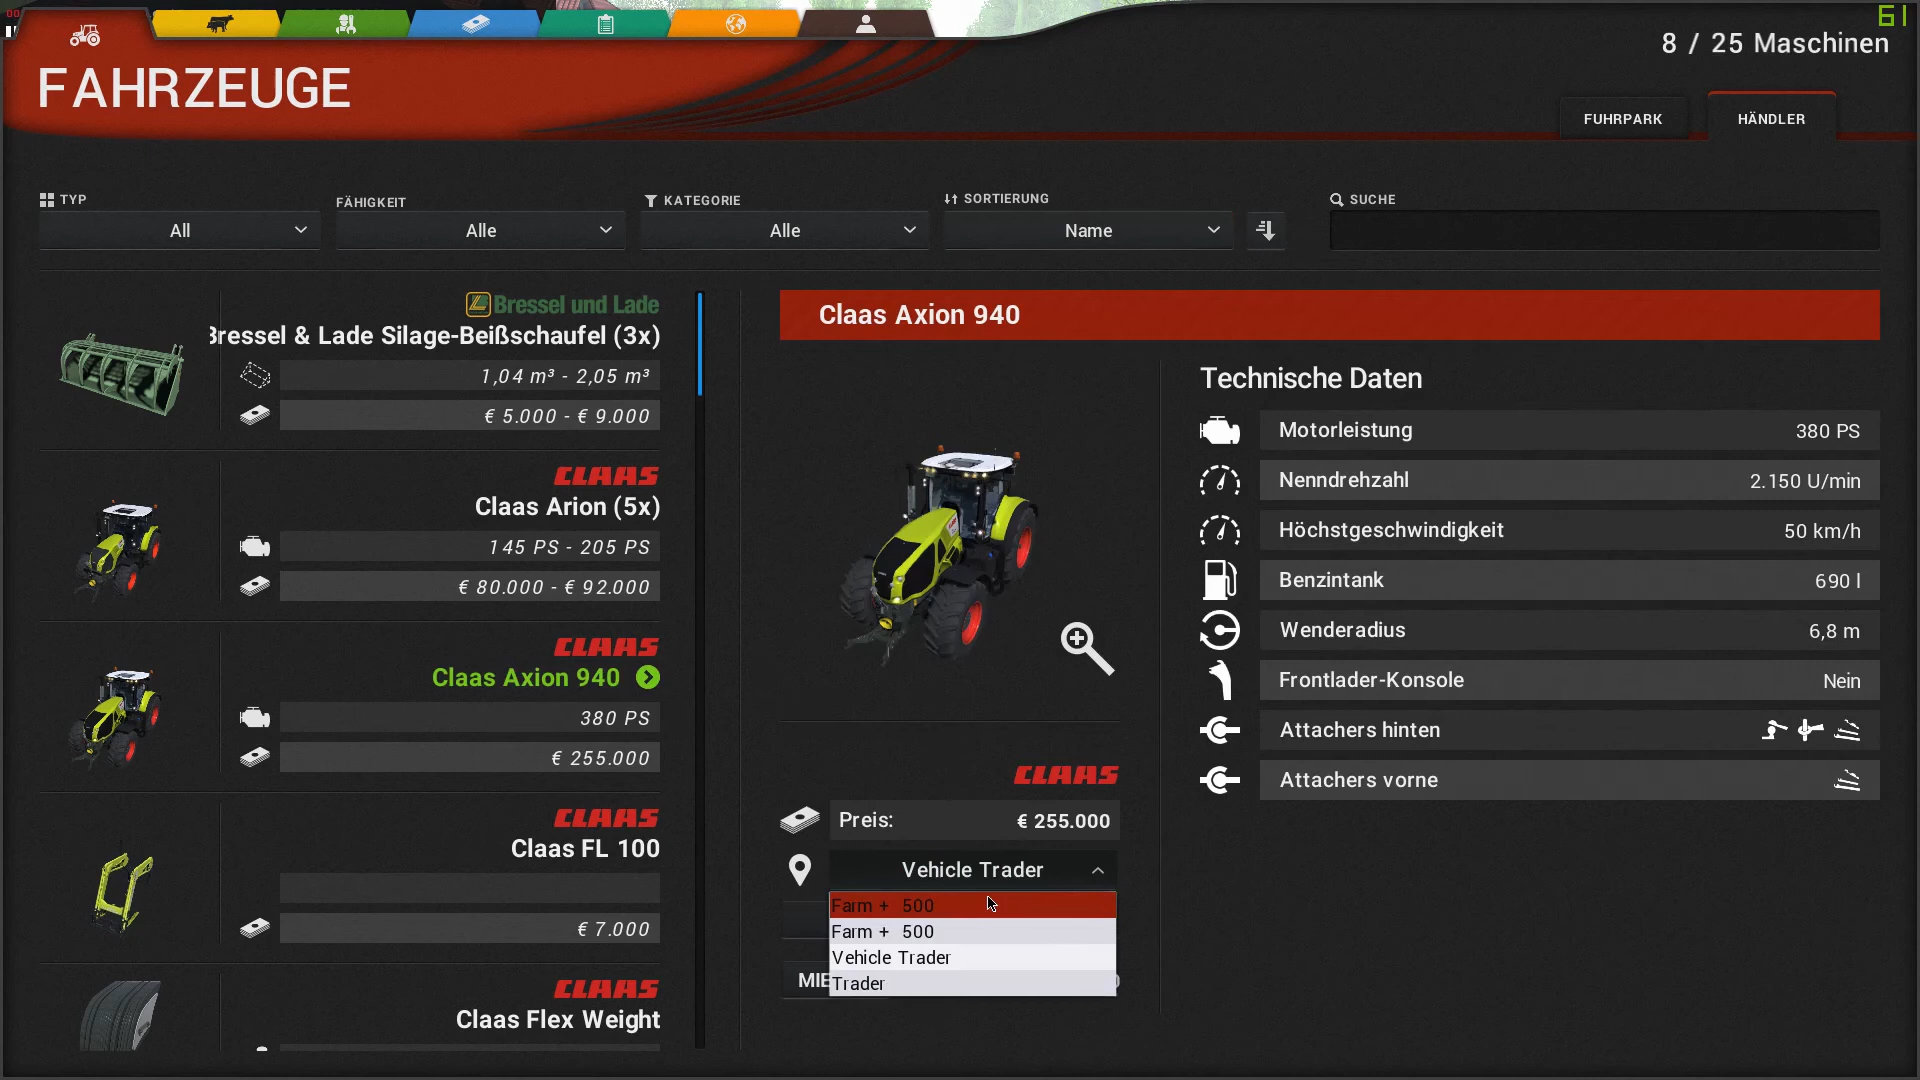 61
8 / 25 Maschinen
FAHRZEUGE
FUHRPARK
HÄNDLER
TYP
FÄHIGKEIT
KATEGORIE
SORTIERUNG
SUCHE
All
Alle
Alle
Name
Bressel und Lade
Bressel & Lade Silage-Beißschaufel (3x)
1,04 m³ - 2,05 m³
€ 5.000 - € 9.000
CLAAS
Claas Arion (5x)
145 PS - 205 PS
€ 80.000 - € 92.000
CLAAS
Claas Axion 940
380 PS
€ 255.000
CLAAS
Claas FL 100
€ 7.000
CLAAS
Claas Flex Weight
Claas Axion 940
CLAAS
Preis: € 255.000
Vehicle Trader
Farm + 500
Farm + 500
Vehicle Trader
Trader
MIE
Technische Daten
Motorleistung 380 PS
Nenndrehzahl 2.150 U/min
Höchstgeschwindigkeit 50 km/h
Benzintank 690 l
Wenderadius 6,8 m
Frontlader-Konsole Nein
Attachers hinten
Attachers vorne